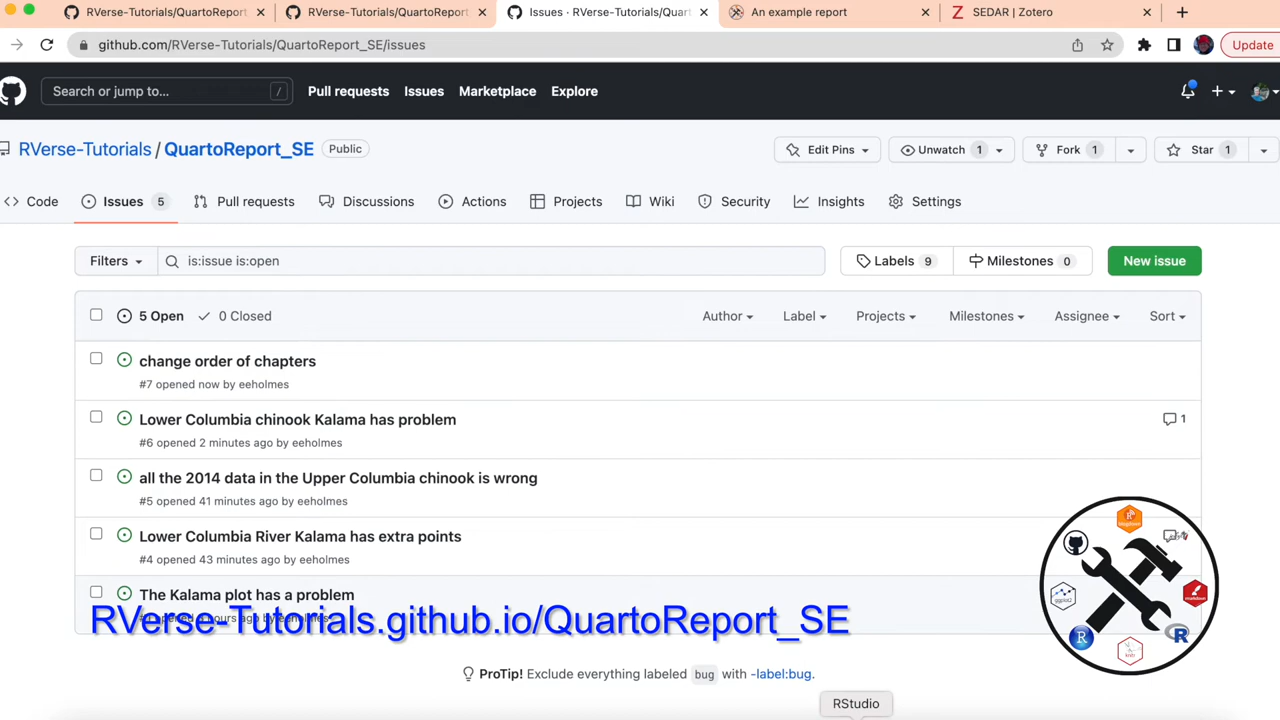 RVerse-Tutorials/QuartoReport
RVerse-Tutorials/QuartoReport
Issues · RVerse-Tutorials/Quart
An example report
SEDAR | Zotero
github.com/RVerse-Tutorials/QuartoReport_SE/issues
Update
Search or jump to... /
Pull requests
Issues
Marketplace
Explore
RVerse-Tutorials / QuartoReport_SE
Public
Edit Pins
Unwatch 1
Fork 1
Star 1
Code
Issues 5
Pull requests
Discussions
Actions
Projects
Wiki
Security
Insights
Settings
Filters
is:issue is:open
Labels 9
Milestones 0
New issue
5 Open
0 Closed
Author
Label
Projects
Milestones
Assignee
Sort
change order of chapters
#7 opened now by eeholmes
Lower Columbia chinook Kalama has problem
1
#6 opened 2 minutes ago by eeholmes
all the 2014 data in the Upper Columbia chinook is wrong
#5 opened 41 minutes ago by eeholmes
Lower Columbia River Kalama has extra points
#4 opened 43 minutes ago by eeholmes
The Kalama plot has a problem
RVerse-Tutorials.github.io/QuartoReport_SE
ggplot2
R
ProTip! Exclude everything labeled bug with -label:bug.
RStudio